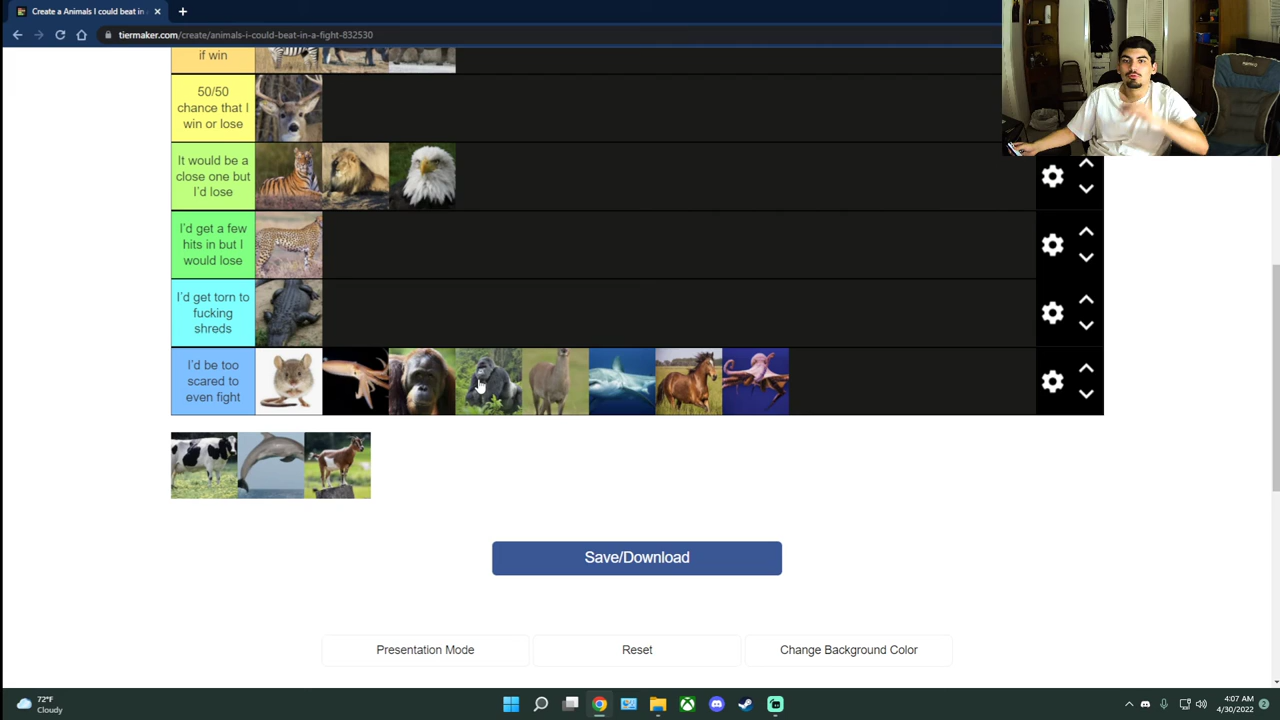 Create a Animals I could beat in
tiermaker.com/create/animals-i-could-beat-in-a-fight-832530
if win
50/50
chance that I
win or lose
It would be a
close one but
I'd lose
I'd get a few
hits in but I
would lose
I'd get torn to
fucking
shreds
I'd be too
scared to
even fight
Save/Download
Presentation Mode
Reset
Change Background Color
72°F
Cloudy
4:07 AM
4/30/2022
2